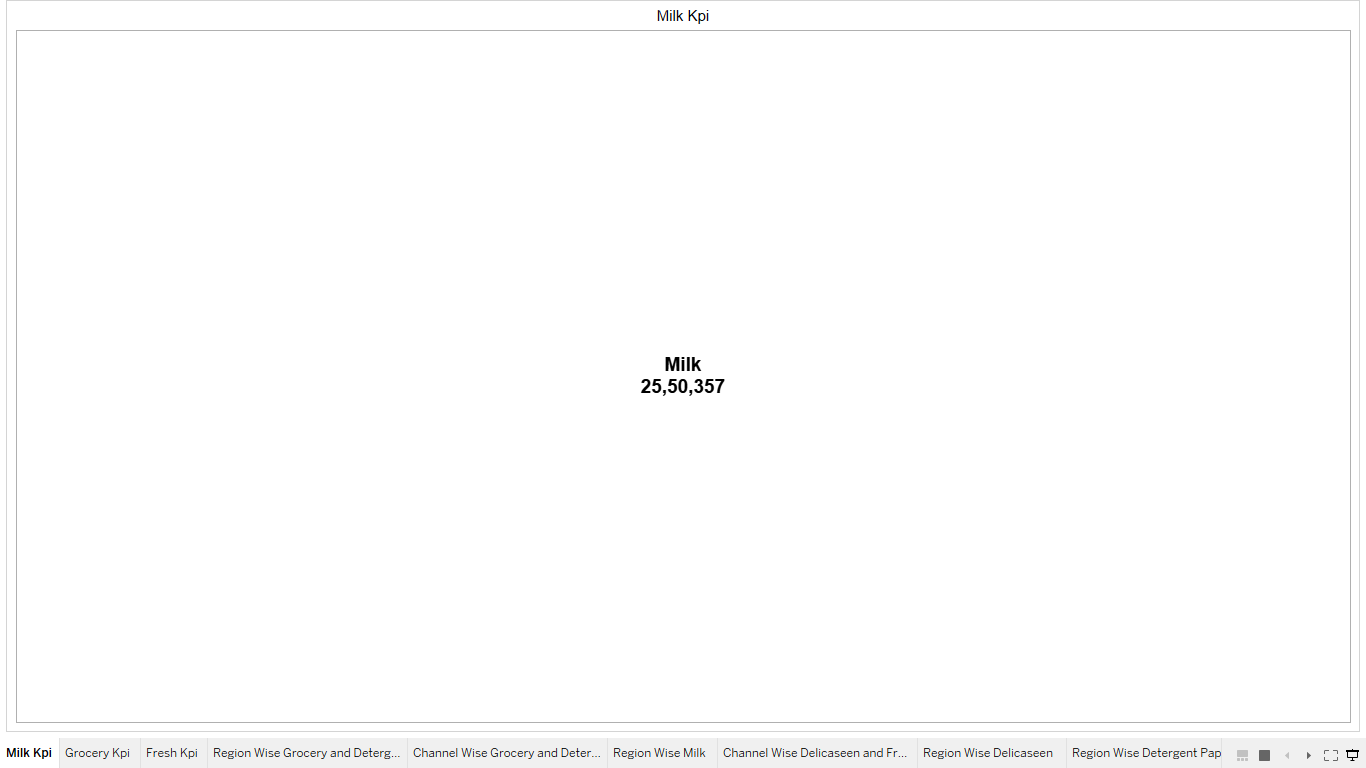 Milk Kpi
Milk
25,50,357
Milk Kpi
Grocery Kpi
Fresh Kpi
Region Wise Grocery and Deterg...
Channel Wise Grocery and Deter...
Region Wise Milk
Channel Wise Delicaseen and Fr...
Region Wise Delicaseen
Region Wise Detergent Pap